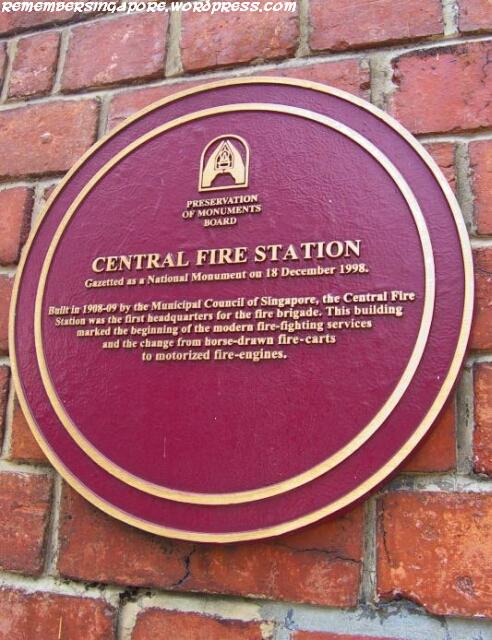 remembersingapore.wordpress.com
PRESERVATION
OF MONUMENTS
BOARD
CENTRAL FIRE STATION
Gazetted as a National Monument on 18 December 1998.
Built in 1908-09 by the Municipal Council of Singapore, the Central Fire
Station was the first headquarters for the fire brigade. This building
marked the beginning of the modern fire-fighting services
and the change from horse-drawn fire-carts
to motorized fire-engines.